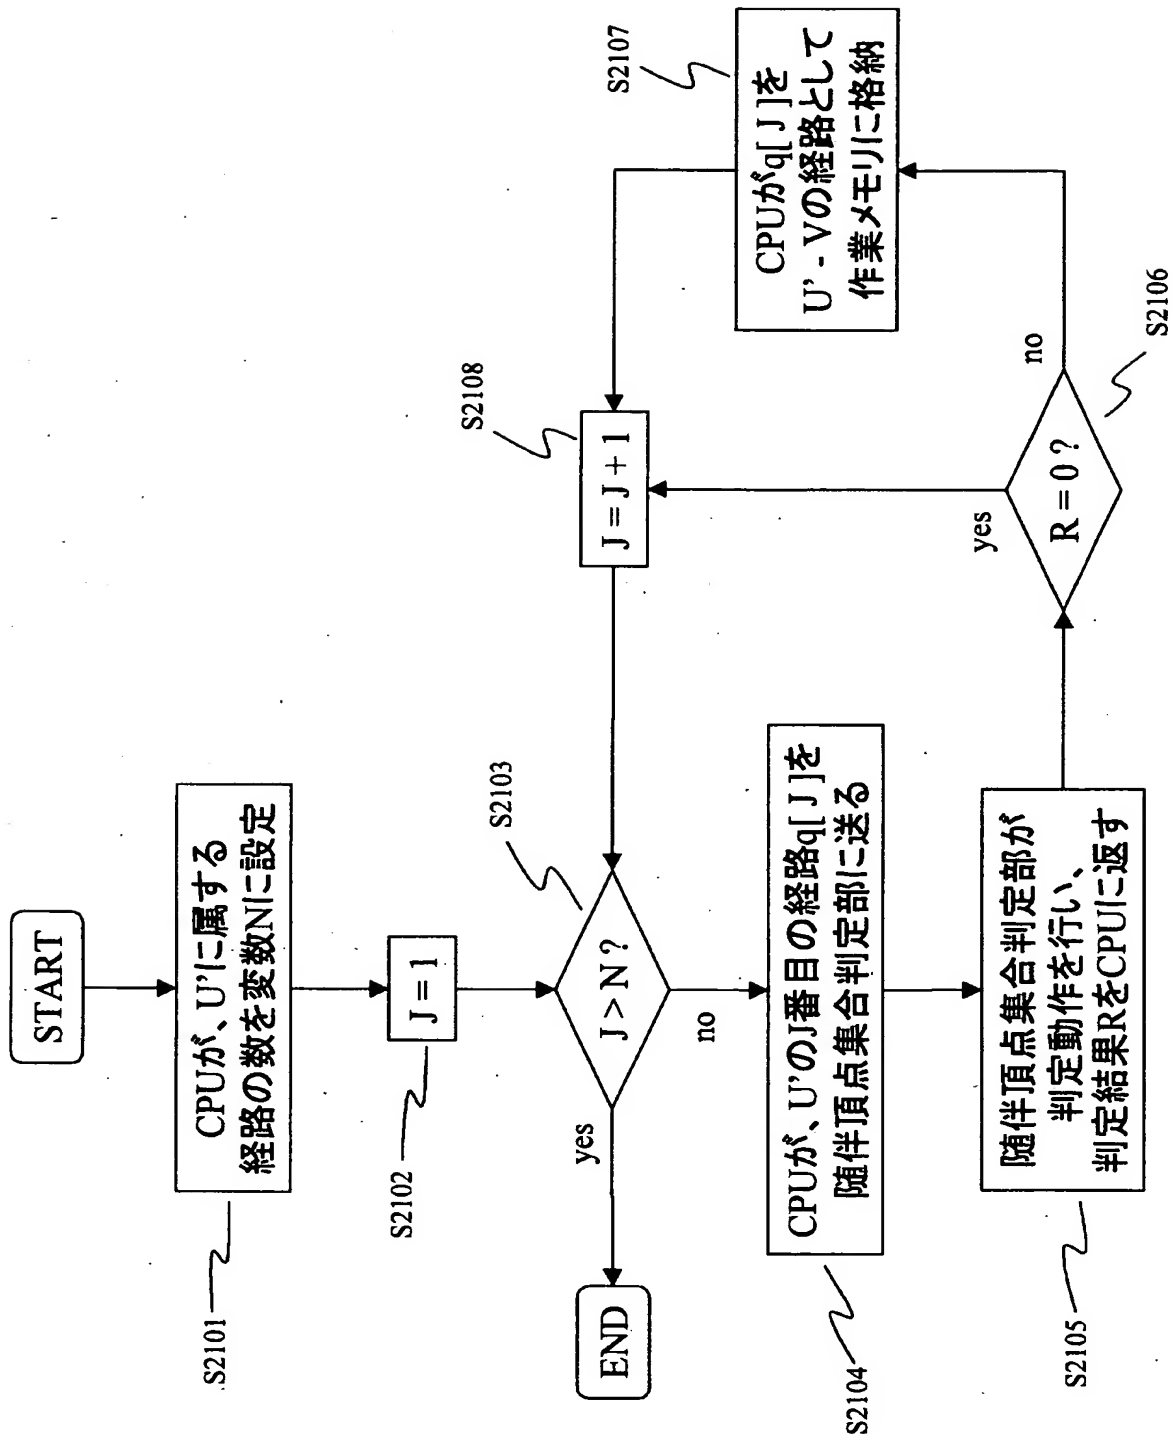 START
S2101
CPUが、U'に属する
経路の数を変数Nに設定
S2102
J = 1
S2103
J > N ?
yes
END
no
S2104
CPUが、U'のJ番目の経路q[ J ]を
随伴頂点集合判定部に送る
S2105
随伴頂点集合判定部が
判定動作を行い、
判定結果RをCPUに返す
S2106
R = 0 ?
yes
no
S2107
CPUがq[ J ]を
U' - Vの経路として
作業メモリに格納
S2108
J = J + 1